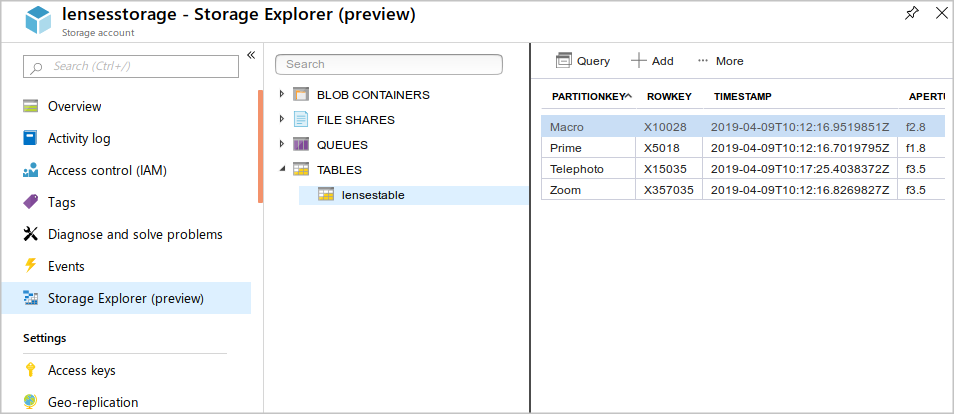 lensesstorage - Storage Explorer (preview)
Storage account
Search (Ctrl+/)
«
Overview
Activity log
Access control (IAM)
Tags
Diagnose and solve problems
Events
Storage Explorer (preview)
Settings
Access keys
Geo-replication
Search
BLOB CONTAINERS
FILE SHARES
QUEUES
TABLES
lensestable
Query Add ··· More
PARTITIONKEY ROWKEY TIMESTAMP APERTU
Macro X10028 2019-04-09T10:12:16.9519851Z f2.8
Prime X5018 2019-04-09T10:12:16.7019795Z f1.8
Telephoto X15035 2019-04-09T10:17:25.4038372Z f3.5
Zoom X357035 2019-04-09T10:12:16.8269827Z f3.5